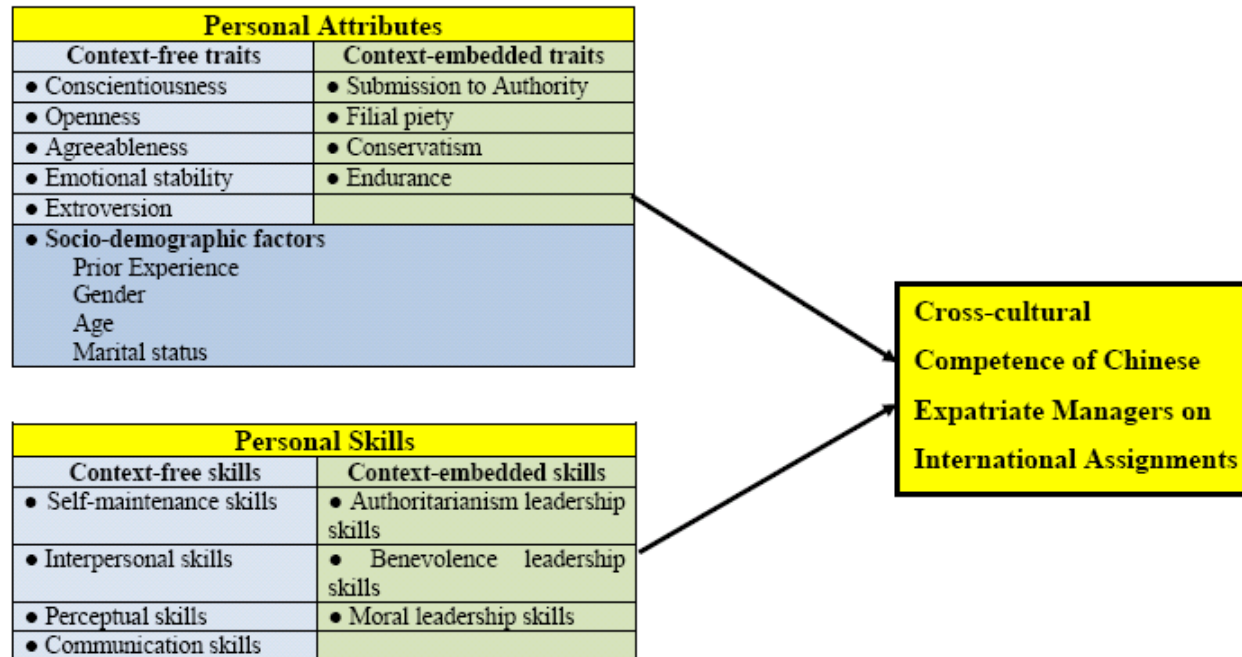 Personal Attributes
Context-free traits Context-embedded traits
● Conscientiousness ● Submission to Authority
● Openness ● Filial piety
● Agreeableness ● Conservatism
● Emotional stability ● Endurance
● Extroversion
● Socio-demographic factors
Prior Experience
Gender
Age
Marital status
Cross-cultural
Competence of Chinese
Expatriate Managers on
International Assignments
Personal Skills
Context-free skills Context-embedded skills
● Self-maintenance skills ● Authoritarianism leadership
skills
● Interpersonal skills ● Benevolence leadership
skills
● Perceptual skills ● Moral leadership skills
● Communication skills